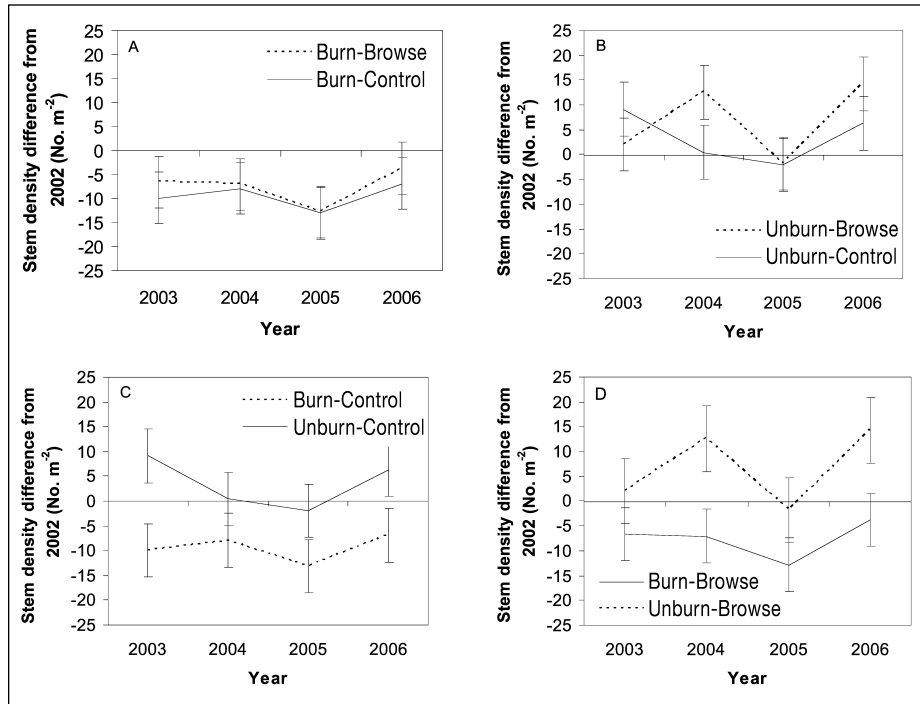 A
Burn-Browse
Burn-Control
Stem density difference from
2002 (No. m⁻²)
25
20
15
10
5
0
-5
-10
-15
-20
-25
2003 2004 2005 2006
Year
B
Unburn-Browse
Unburn-Control
Stem density difference from
2002 (No. m⁻²)
25
20
15
10
5
0
-5
-10
-15
-20
-25
2003 2004 2005 2006
Year
C
Burn-Control
Unburn-Control
Stem density difference from
2002 (No. m⁻²)
25
20
15
10
5
0
-5
-10
-15
-20
-25
2003 2004 2005 2006
Year
D
Burn-Browse
Unburn-Browse
Stem density difference from
2002 (No. m⁻²)
25
20
15
10
5
0
-5
-10
-15
-20
-25
2003 2004 2005 2006
Year